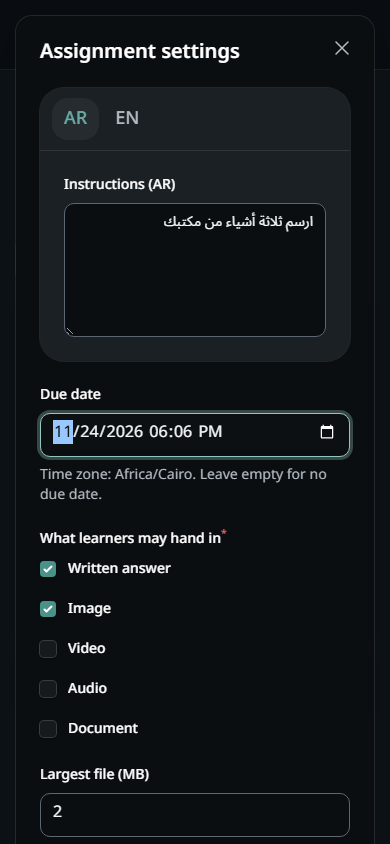 Assignment settings
AR EN
Instructions (AR)
ارسم ثلاثة أشياء من مكتبك
Due date
11/24/2026 06:06 PM
Time zone: Africa/Cairo. Leave empty for no
due date.
What learners may hand in*
Written answer
Image
Video
Audio
Document
Largest file (MB)
2